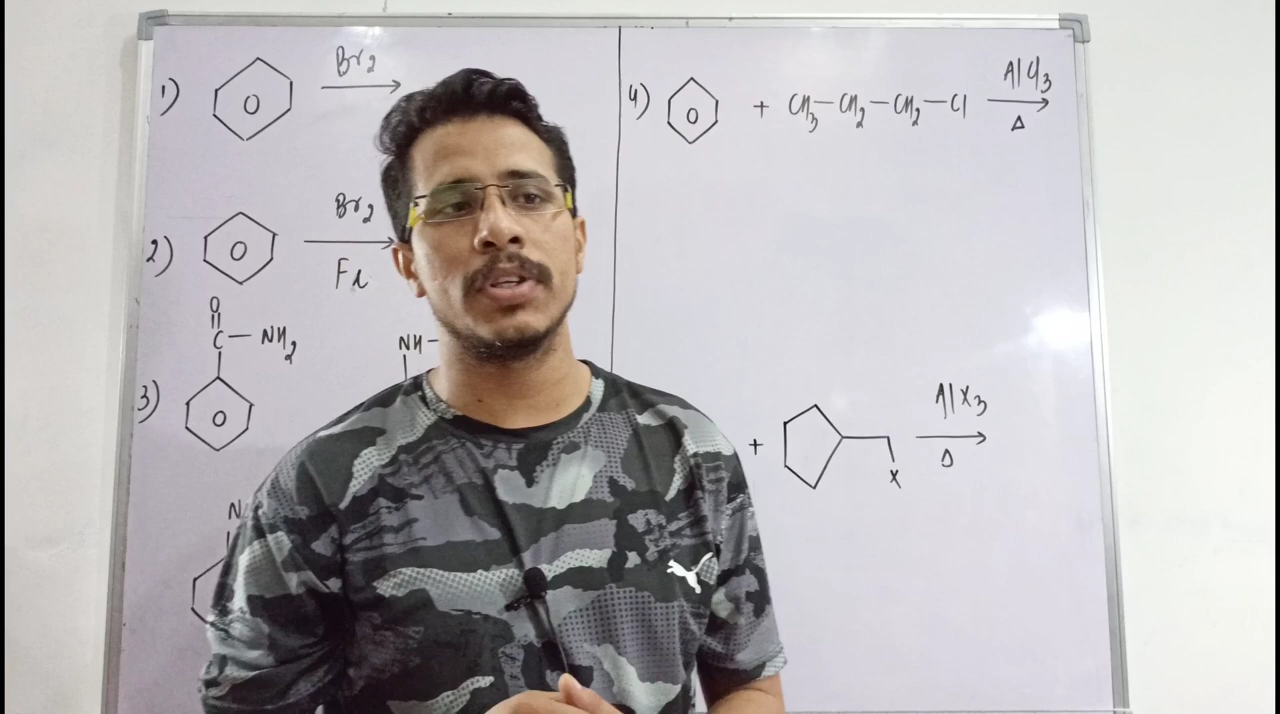 1) Br2
2) Br2
Fe
O
C—NH2
3)
NH—
N
4) + CH3—CH2—CH2—Cl AlCl3
Δ
+ AlX3
X Δ